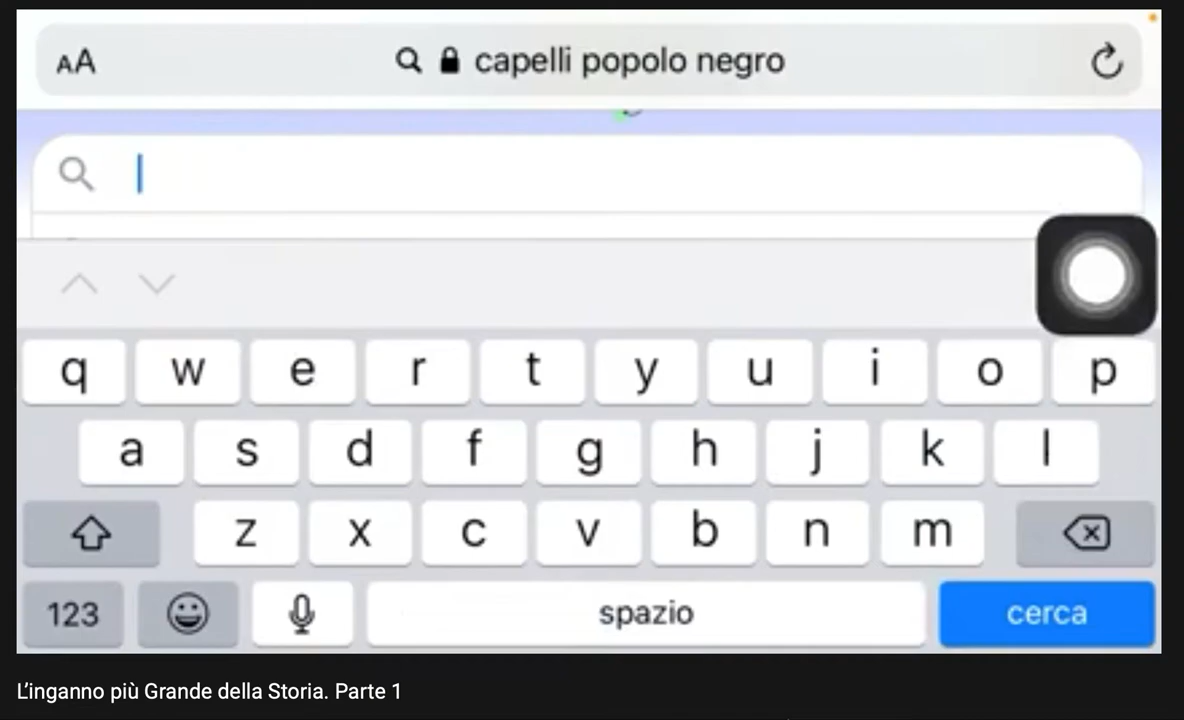 AA capelli popolo negro
q w e r t y u i o p
a s d f g h j k l
z x c v b n m
123 spazio cerca
L'inganno più Grande della Storia. Parte 1